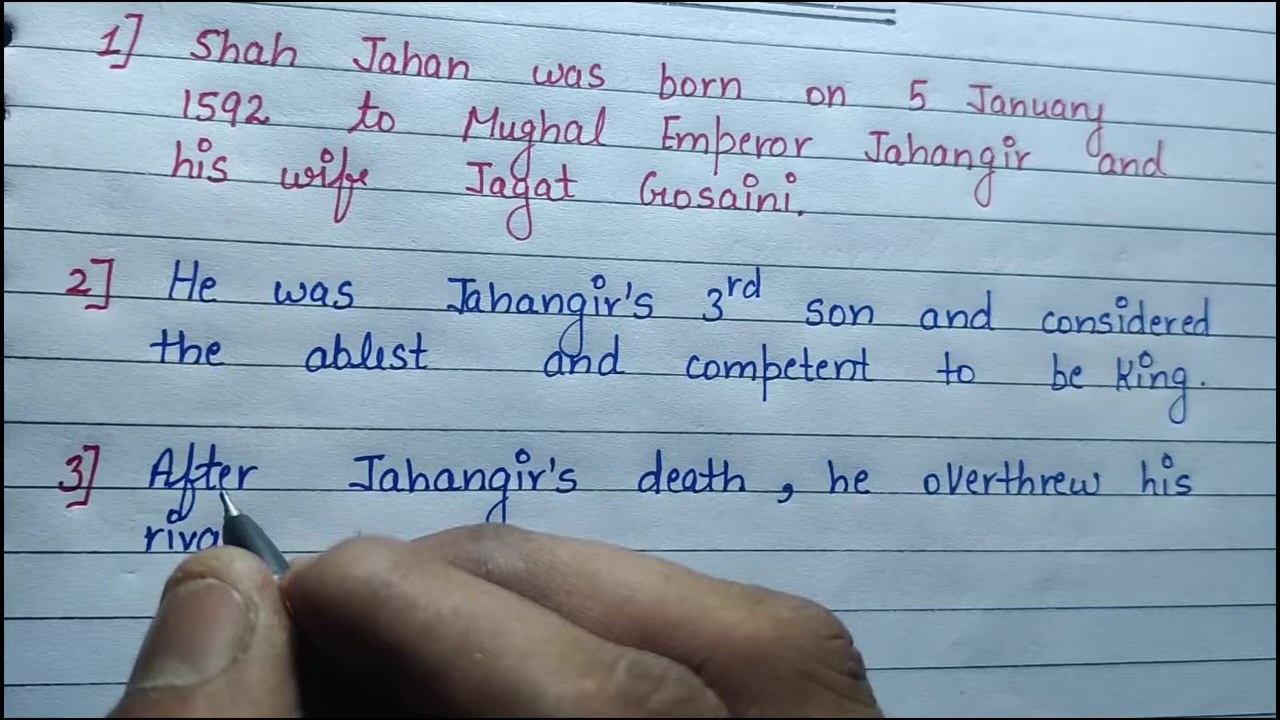 1] Shah Jahan was born on 5 January
1592 to Mughal Emperor Jahangir and
his wife Jagat Gosaini.
2] He was Jahangir's 3rd son and considered
the ablest and competent to be king.
3] After Jahangir's death, he overthrew his
riva